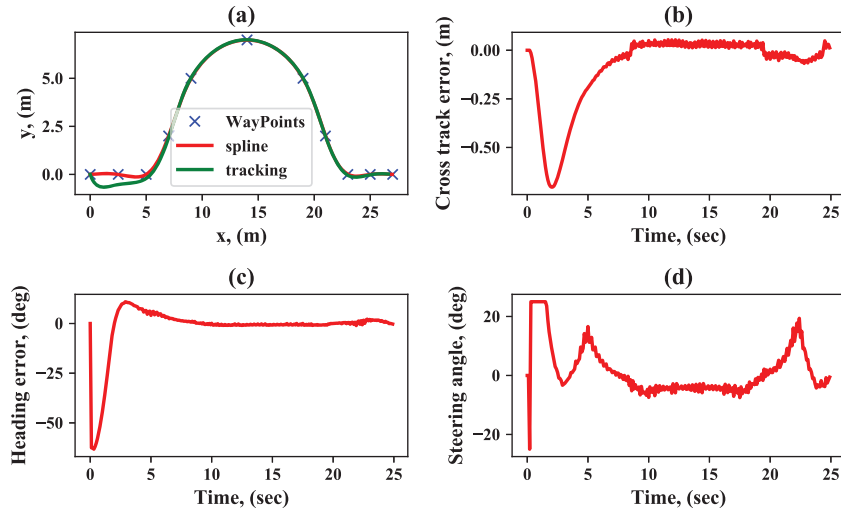 (a)
y, (m)
5.0
2.5
0.0
WayPoints
spline
tracking
0 5 10 15 20 25
x, (m)
(b)
Cross track error, (m)
0.00
−0.25
−0.50
0 5 10 15 20 25
Time, (sec)
(c)
Heading error, (deg)
0
−25
−50
0 5 10 15 20 25
Time, (sec)
(d)
Steering angle, (deg)
20
0
−20
0 5 10 15 20 25
Time, (sec)